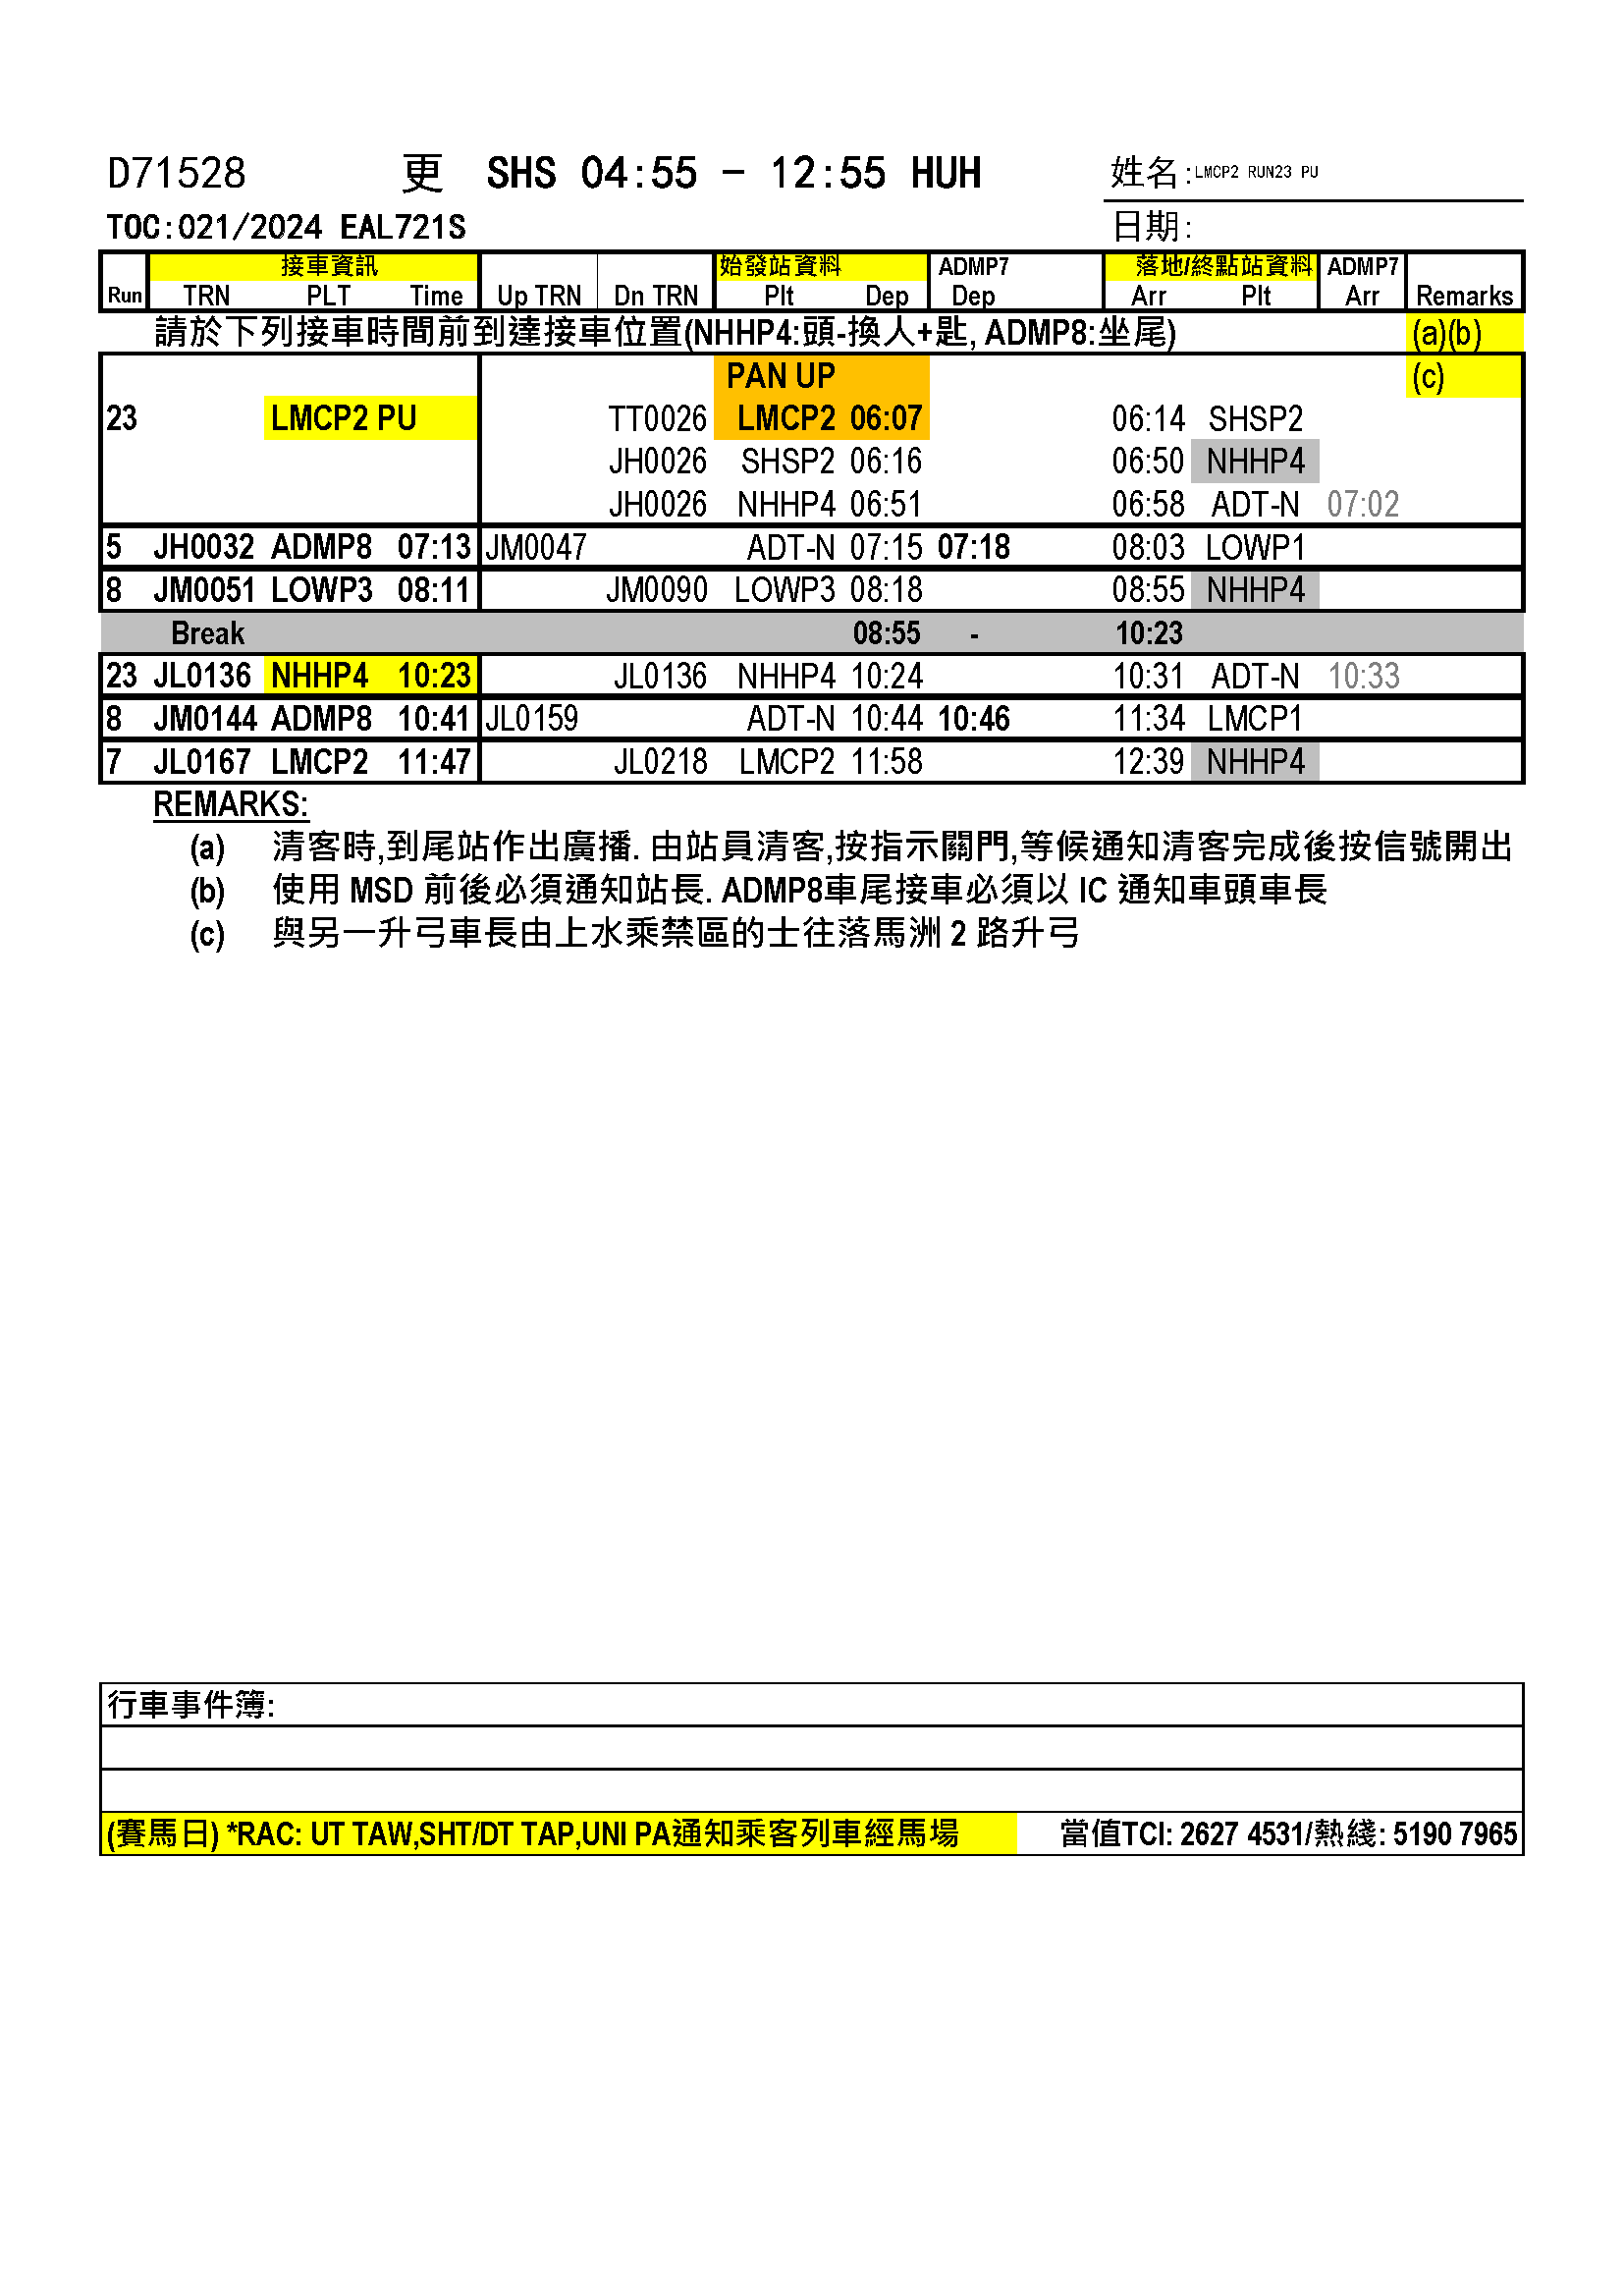 D71528 更 SHS 04:55 - 12:55 HUH 姓名:LMCP2 RUN23 PU
TOC:021/2024 EAL721S 日期:
接車資訊 始發站資料 ADMP7 落地/終點站資料 ADMP7
Run TRN PLT Time Up TRN Dn TRN Plt Dep Dep Arr Plt Arr Remarks
請於下列接車時間前到達接車位置(NHHP4:頭-換人+匙, ADMP8:坐尾) (a)(b)
PAN UP (c)
23 LMCP2 PU TT0026 LMCP2 06:07 06:14 SHSP2
JH0026 SHSP2 06:16 06:50 NHHP4
JH0026 NHHP4 06:51 06:58 ADT-N 07:02
5 JH0032 ADMP8 07:13 JM0047 ADT-N 07:15 07:18 08:03 LOWP1
8 JM0051 LOWP3 08:11 JM0090 LOWP3 08:18 08:55 NHHP4
Break 08:55 - 10:23
23 JL0136 NHHP4 10:23 JL0136 NHHP4 10:24 10:31 ADT-N 10:33
8 JM0144 ADMP8 10:41 JL0159 ADT-N 10:44 10:46 11:34 LMCP1
7 JL0167 LMCP2 11:47 JL0218 LMCP2 11:58 12:39 NHHP4
REMARKS:
(a) 清客時,到尾站作出廣播. 由站員清客,按指示關門,等候通知清客完成後按信號開出
(b) 使用 MSD 前後必須通知站長. ADMP8車尾接車必須以 IC 通知車頭車長
(c) 與另一升弓車長由上水乘禁區的士往落馬洲 2 路升弓
行車事件簿:
(賽馬日) *RAC: UT TAW,SHT/DT TAP,UNI PA通知乘客列車經馬場 當值TCI: 2627 4531/熱綫: 5190 7965